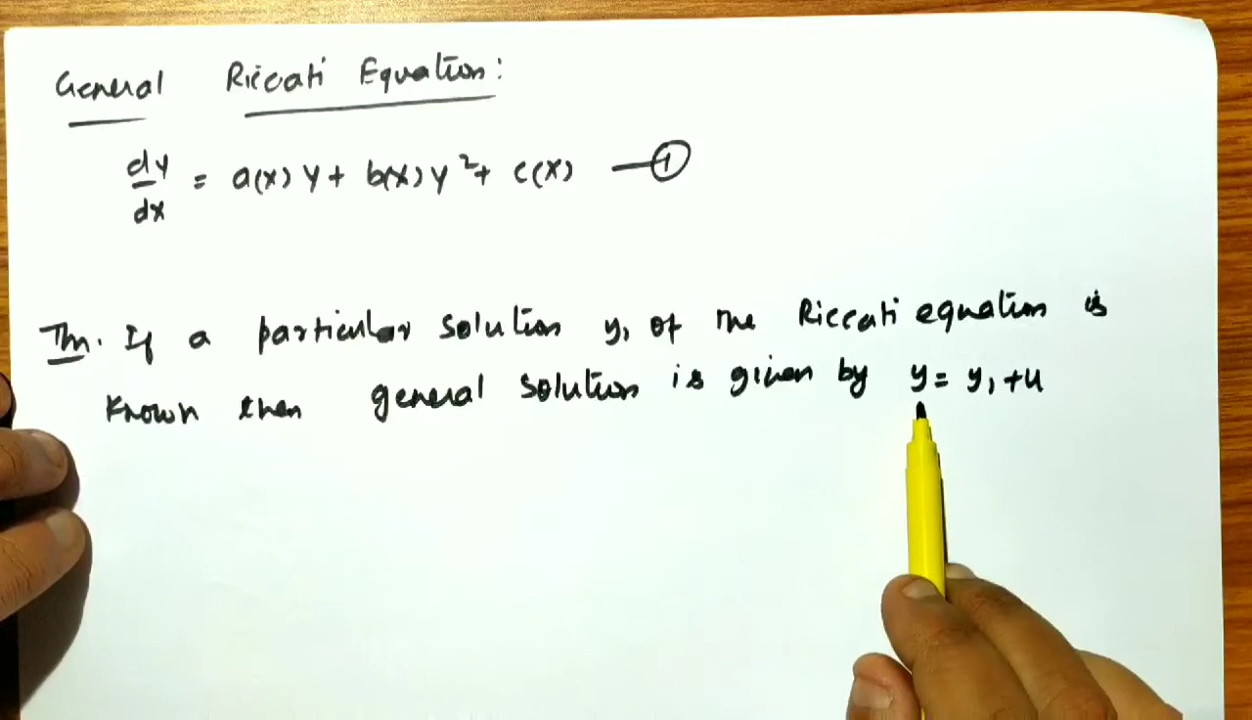 General Riccati Equation:
dy/dx = a(x) y + b(x) y² + c(x) —①
Thm. If a particular solution y₁ of the Riccati equation is
known then general solution is given by y = y₁ + u